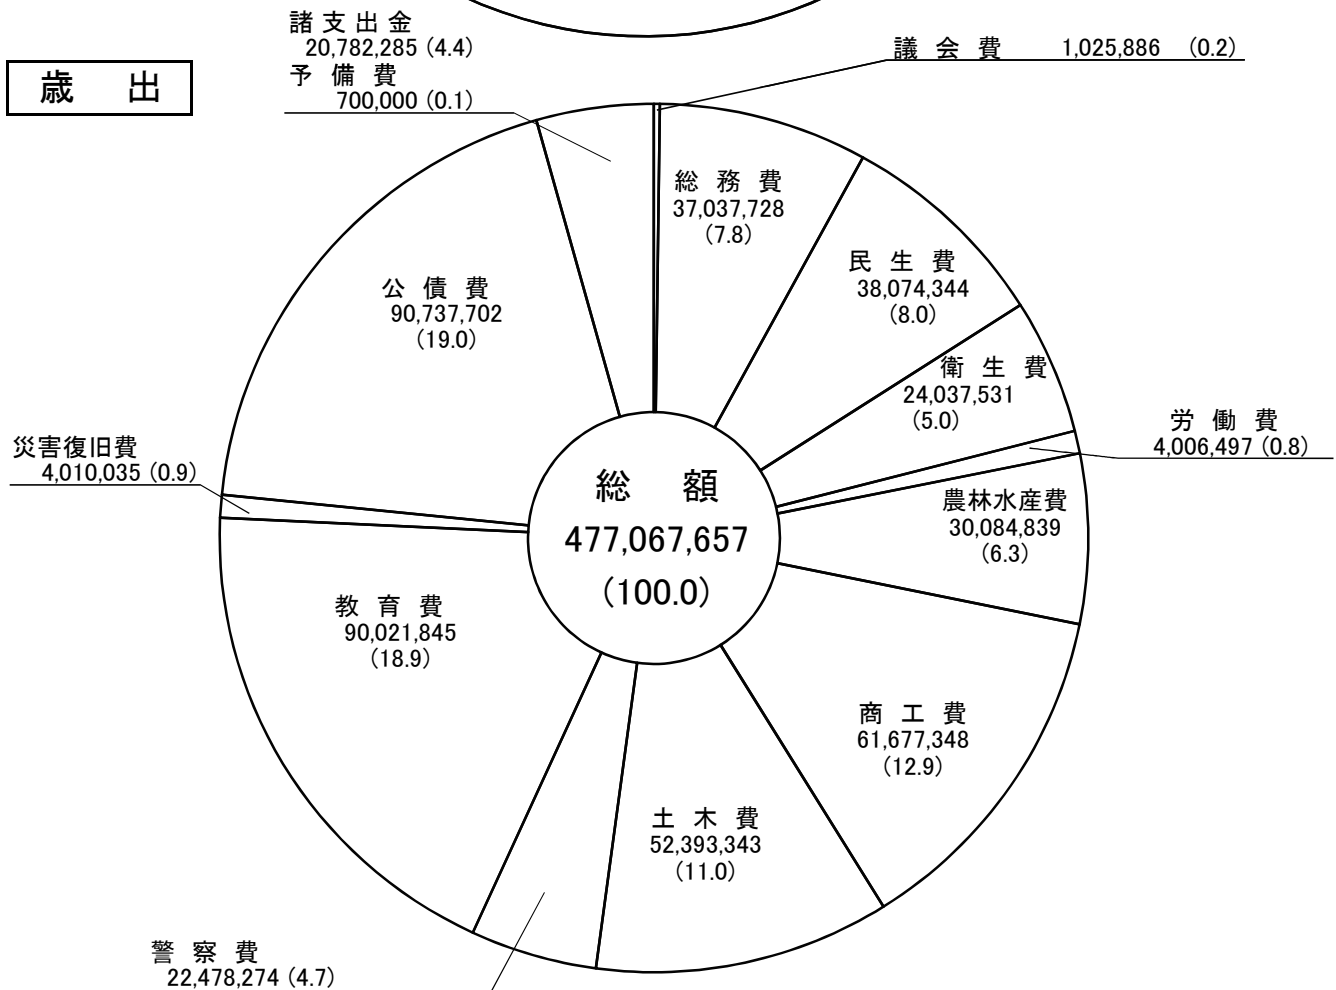 歳　出
諸支出金
20,782,285 (4.4)
予備費
700,000 (0.1)
議会費　1,025,886　(0.2)
総務費
37,037,728
(7.8)
民生費
38,074,344
(8.0)
衛生費
24,037,531
(5.0)
労働費
4,006,497 (0.8)
農林水産費
30,084,839
(6.3)
商工費
61,677,348
(12.9)
土木費
52,393,343
(11.0)
警察費
22,478,274 (4.7)
教育費
90,021,845
(18.9)
災害復旧費
4,010,035 (0.9)
公債費
90,737,702
(19.0)
総　額
477,067,657
(100.0)